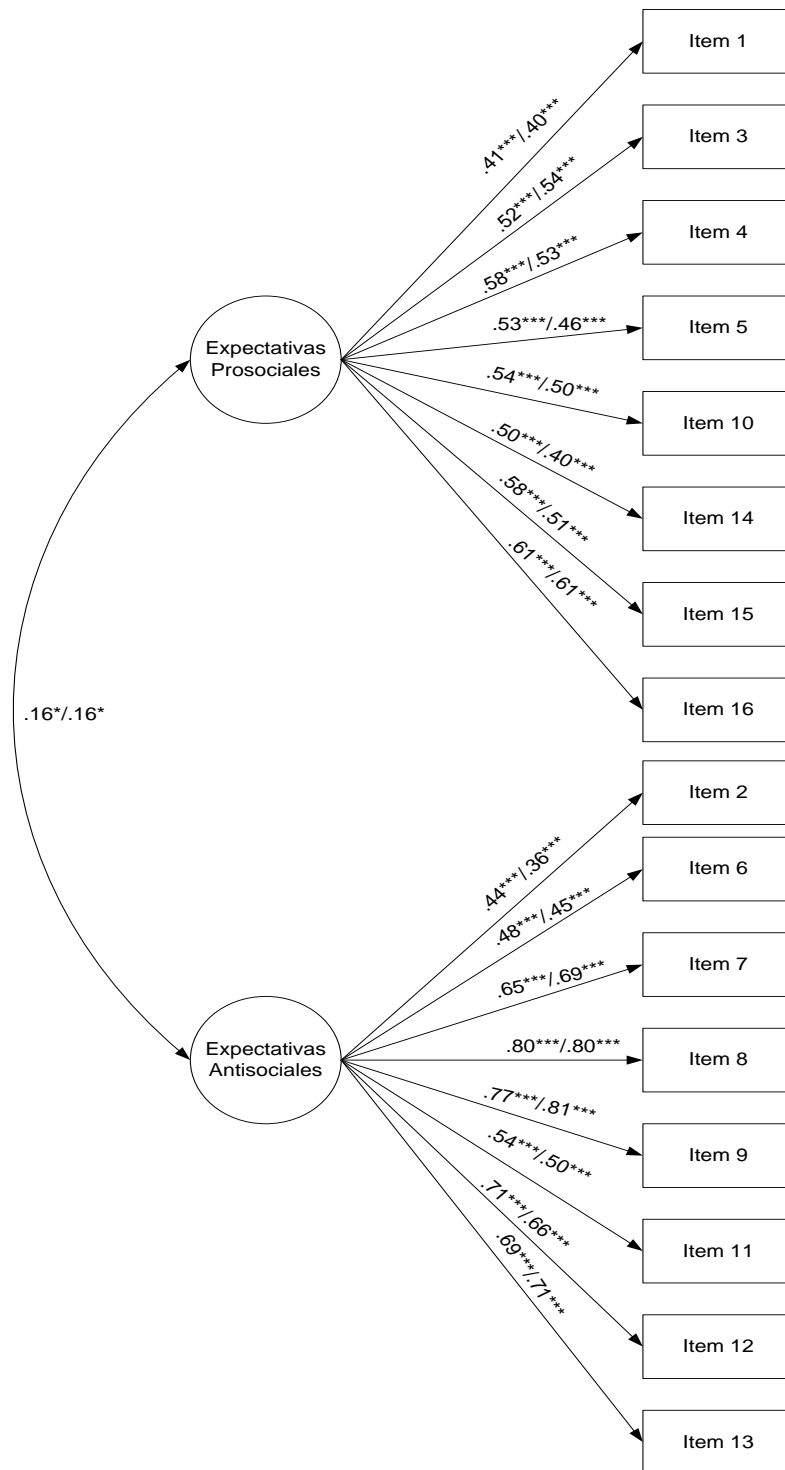 Item 1
.41***/.40***
Item 3
.52***/.54***
Item 4
.58***/.53***
Item 5
.53***/.46***
Expectativas
Prosociales
Item 10
.54***/.50***
Item 14
.50***/.40***
Item 15
.58***/.51***
Item 16
.61***/.61***
.16*/.16*
Item 2
.44***/.36***
Item 6
.48***/.45***
Item 7
.65***/.69***
Expectativas
Antisociales
Item 8
.80***/.80***
Item 9
.77***/.81***
Item 11
.54***/.50***
Item 12
.71***/.66***
Item 13
.69***/.71***